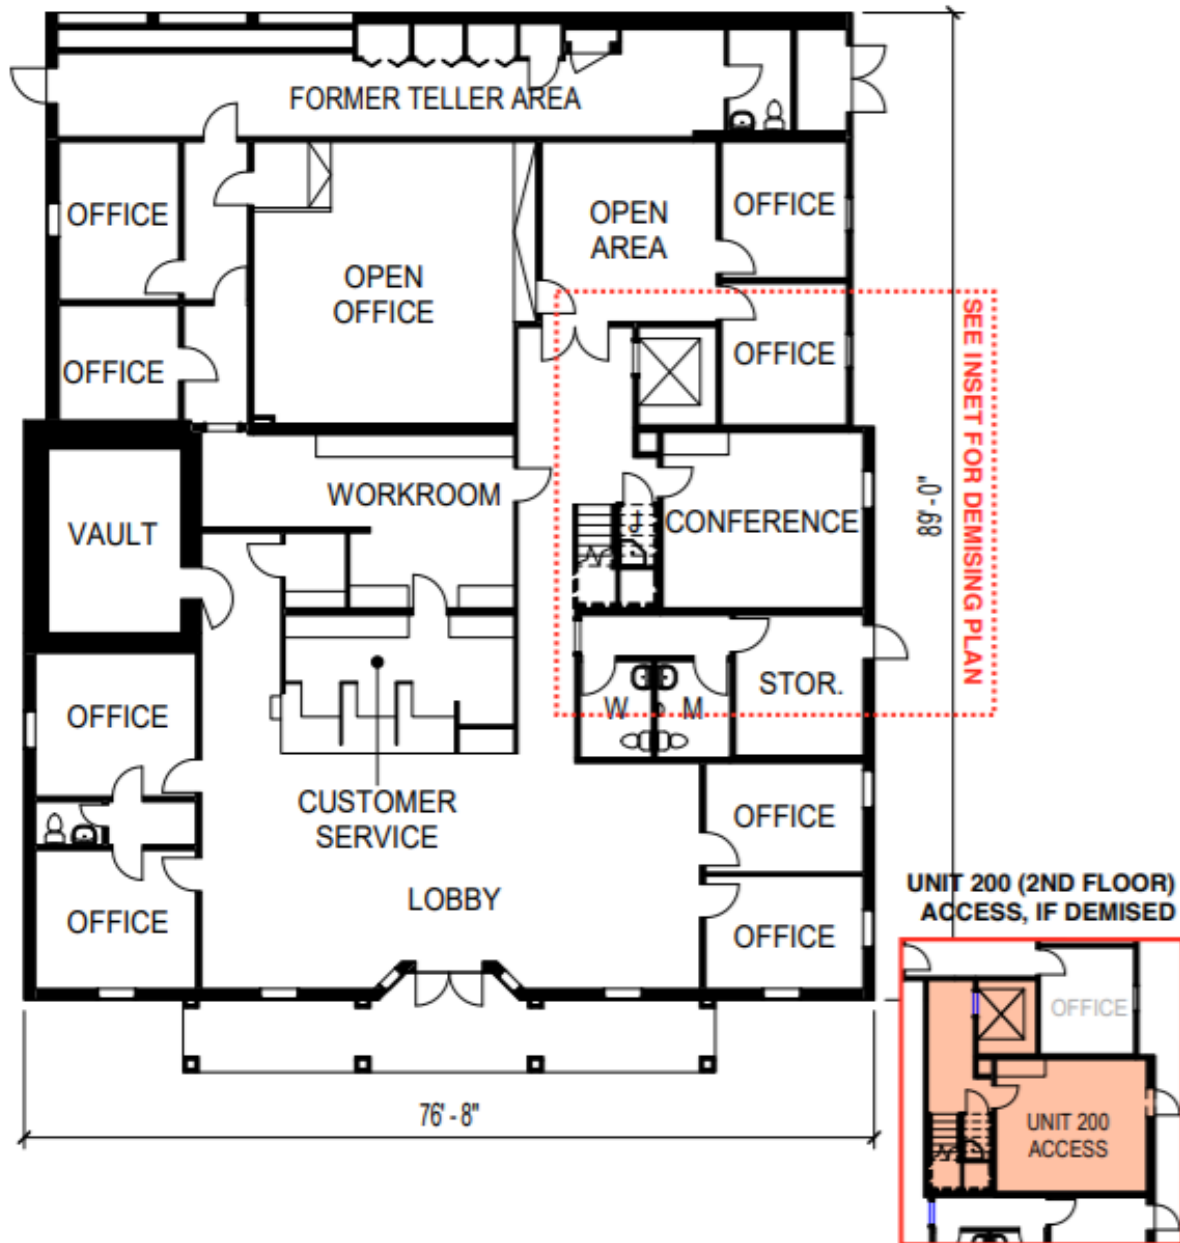 FORMER TELLER AREA
OFFICE
OPEN
OFFICE
OPEN
AREA
OFFICE
OFFICE
OFFICE
SEE INSET FOR DEMISING PLAN
VAULT
WORKROOM
J
CONFERENCE
89' - 0"
OFFICE
W
M
STOR.
CUSTOMER
SERVICE
OFFICE
OFFICE
LOBBY
OFFICE
UNIT 200 (2ND FLOOR)
ACCESS, IF DEMISED
OFFICE
UNIT 200
ACCESS
76' - 8"